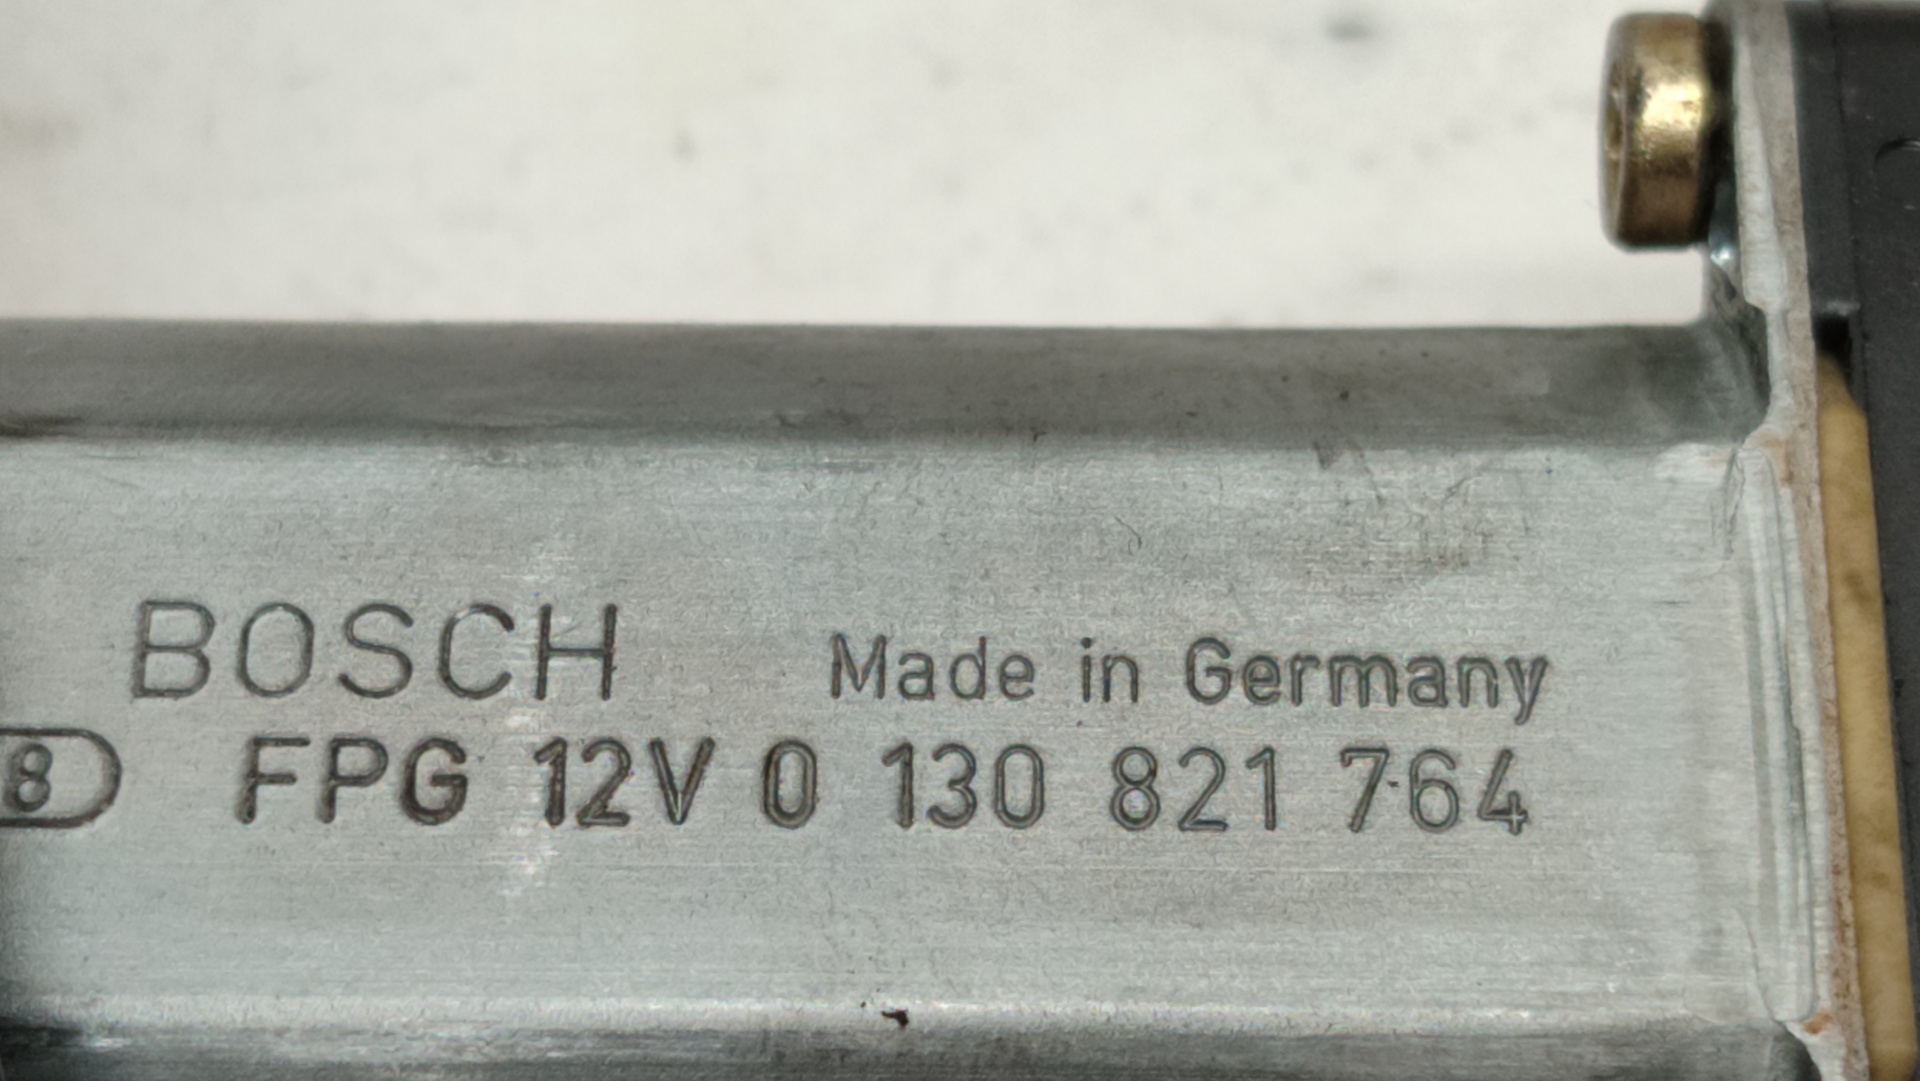 BOSCH Made in Germany
8 FPG 12V 0 130 821 764